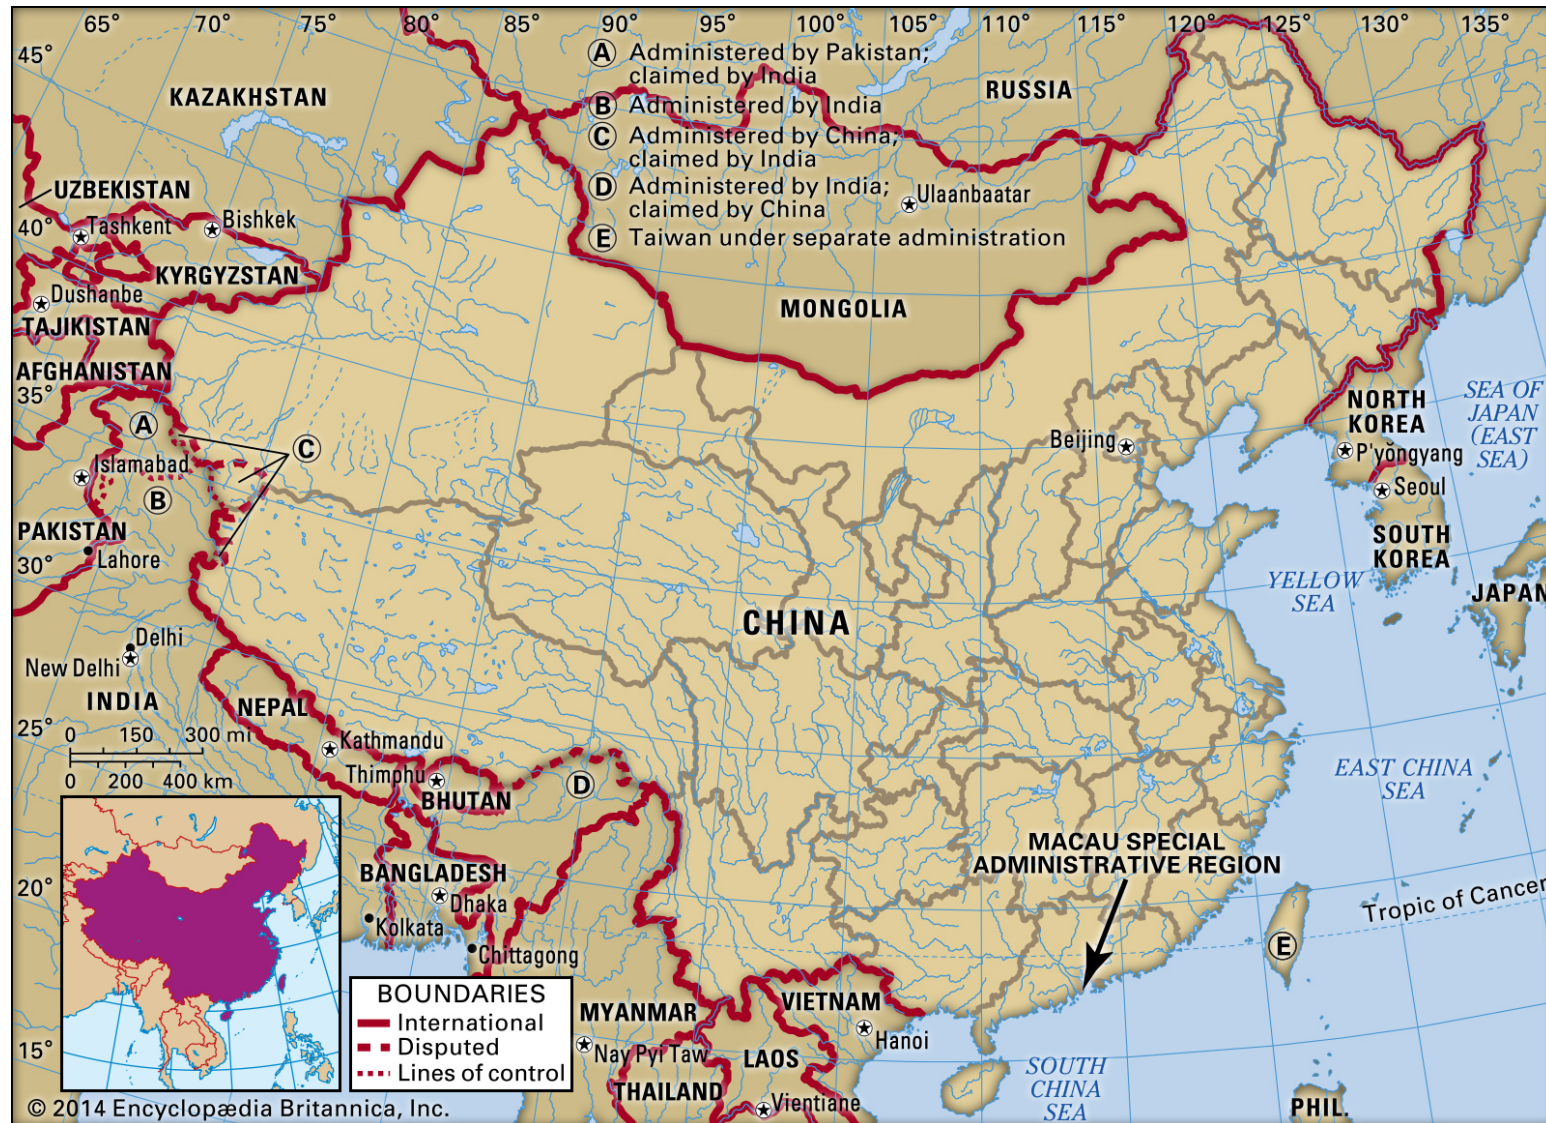 65
70°
75°
80°
85°
90°
95°
100°
105°
110°
115°
120°
125°
130°
135°
45°
40°
35°
30°
25°
20°
15°
A Administered by Pakistan;
claimed by India
B Administered by India
C Administered by China;
claimed by India
D Administered by India;
claimed by China
E Taiwan under separate administration
RUSSIA
KAZAKHSTAN
UZBEKISTAN
Tashkent
Bishkek
KYRGYZSTAN
Dushanbe
TAJIKISTAN
AFGHANISTAN
Ulaanbaatar
MONGOLIA
A
C
Islamabad
B
PAKISTAN
Lahore
Beijing
NORTH
KOREA
P'yŏngyang
Seoul
SOUTH
KOREA
SEA OF
JAPAN
(EAST
SEA)
YELLOW
SEA
JAPAN
CHINA
Delhi
New Delhi
INDIA
NEPAL
Kathmandu
Thimphu
BHUTAN
D
0 150 300 mi
0 200 400 km
EAST CHINA
SEA
MACAU SPECIAL
ADMINISTRATIVE REGION
BANGLADESH
Dhaka
Kolkata
Chittagong
Tropic of Cancer
E
BOUNDARIES
International
Disputed
Lines of control
MYANMAR
Nay Pyi Taw
THAILAND
VIETNAM
Hanoi
LAOS
Vientiane
SOUTH
CHINA
SEA
PHIL.
© 2014 Encyclopædia Britannica, Inc.